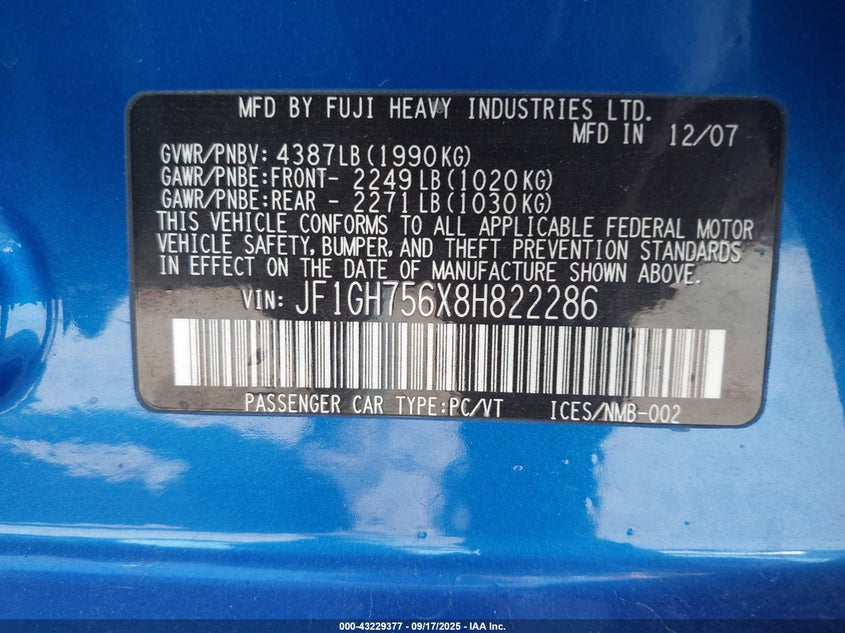 MFD BY FUJI HEAVY INDUSTRIES LTD.
MFD IN 12/07
GVWR/PNBV: 4387LB(1990KG)
GAWR/PNBE:FRONT- 2249LB(1020KG)
GAWR/PNBE:REAR - 2271LB(1030KG)
THIS VEHICLE CONFORMS TO ALL APPLICABLE FEDERAL MOTOR
VEHICLE SAFETY, BUMPER, AND THEFT PREVENTION STANDARDS
IN EFFECT ON THE DATE OF MANUFACTURE SHOWN ABOVE.
VIN: JF1GH756X8H822286
PASSENGER CAR TYPE:PC/VT ICES/NMB-002
000-43229377 - 09/17/2025 - IAA Inc.